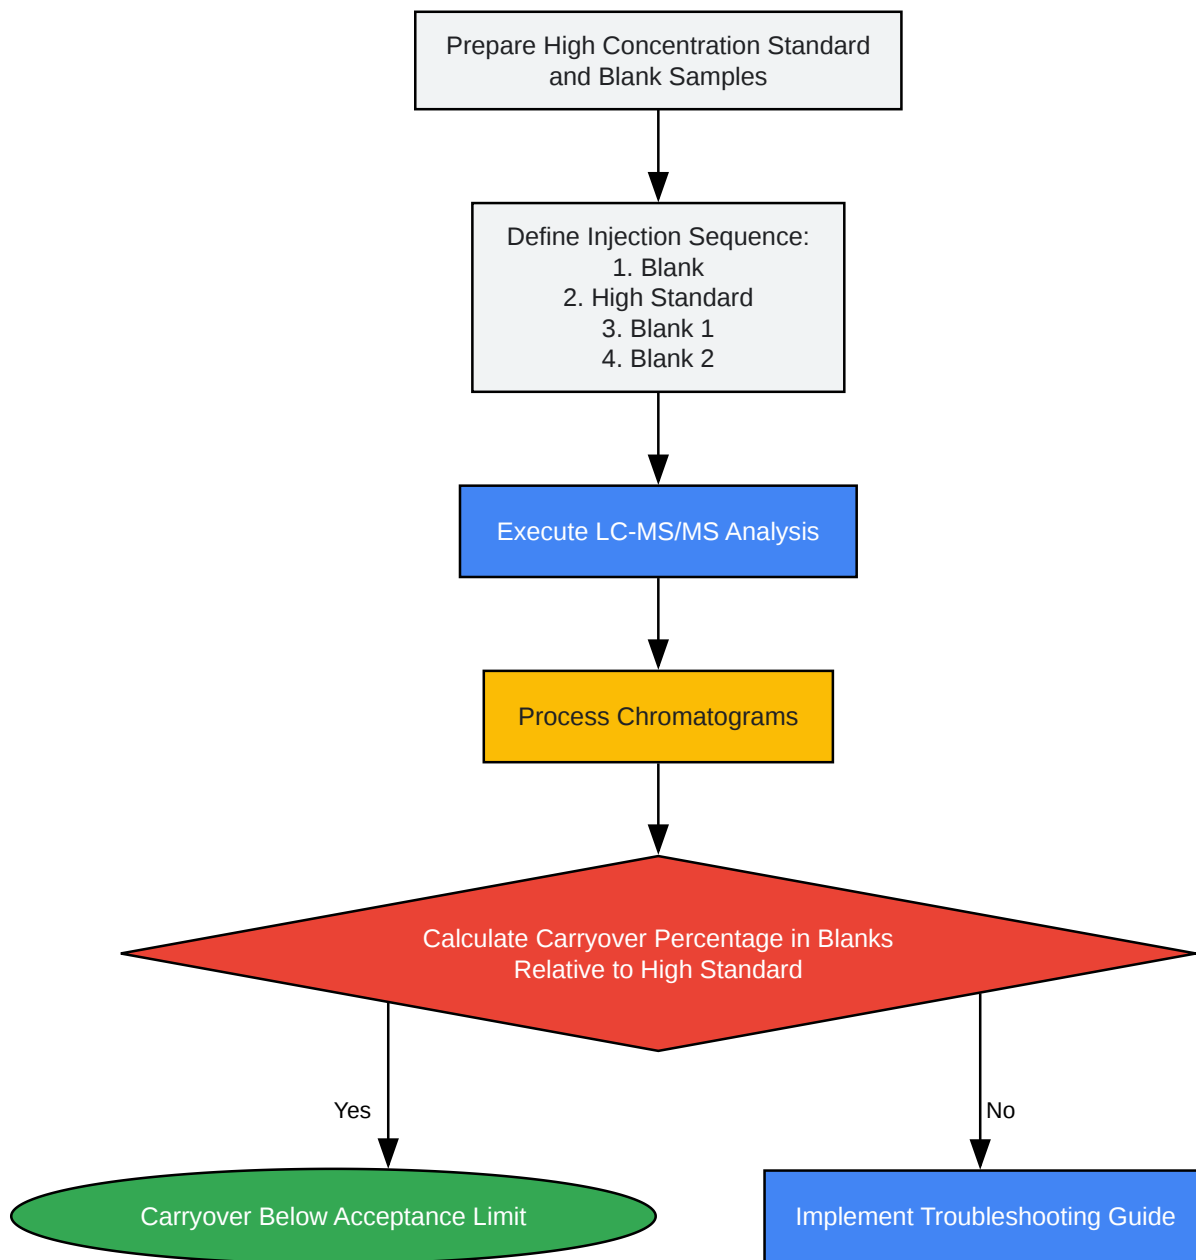 Prepare High Concentration Standard
and Blank Samples
Define Injection Sequence:
1. Blank
2. High Standard
3. Blank 1
4. Blank 2
Execute LC-MS/MS Analysis
Process Chromatograms
Calculate Carryover Percentage in Blanks
Relative to High Standard
Yes
No
Carryover Below Acceptance Limit
Implement Troubleshooting Guide